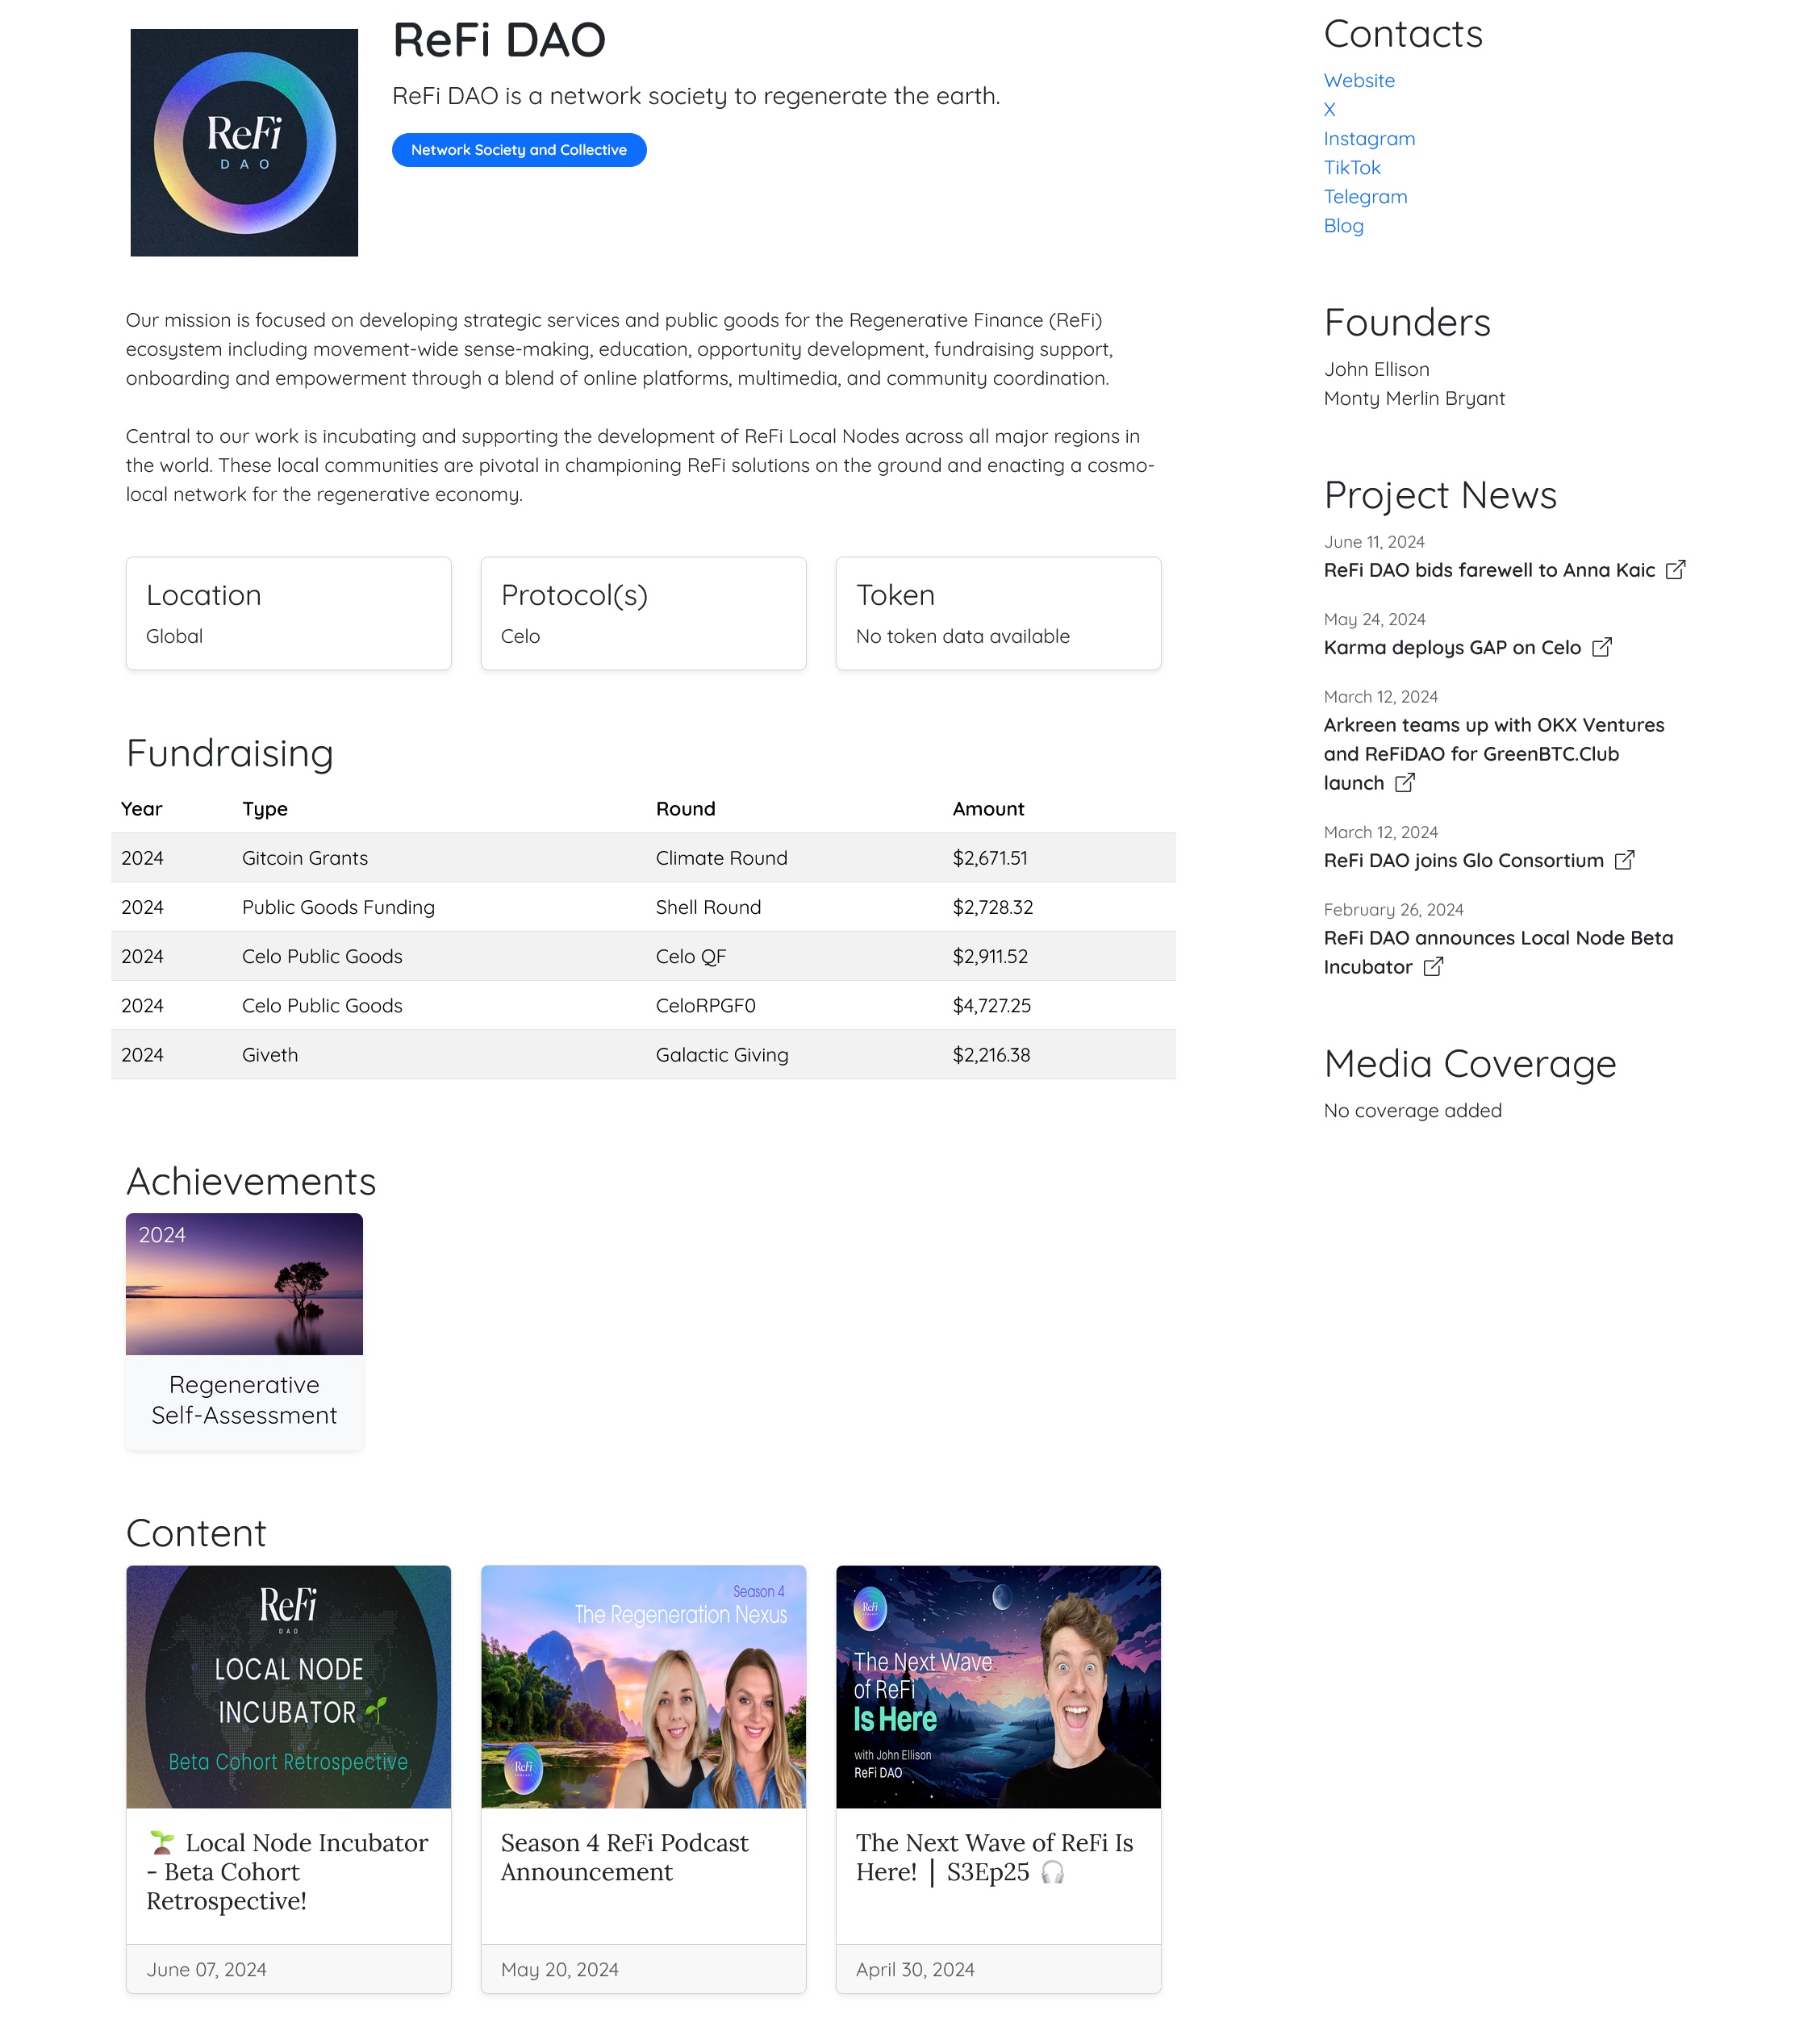 ReFi
DAO
ReFi DAO
ReFi DAO is a network society to regenerate the earth.
Network Society and Collective
Our mission is focused on developing strategic services and public goods for the Regenerative Finance (ReFi)
ecosystem including movement-wide sense-making, education, opportunity development, fundraising support,
onboarding and empowerment through a blend of online platforms, multimedia, and community coordination.
Central to our work is incubating and supporting the development of ReFi Local Nodes across all major regions in
the world. These local communities are pivotal in championing ReFi solutions on the ground and enacting a cosmo-
local network for the regenerative economy.
Location
Global
Protocol(s)
Celo
Token
No token data available
Fundraising
Year Type Round Amount
2024 Gitcoin Grants Climate Round $2,671.51
2024 Public Goods Funding Shell Round $2,728.32
2024 Celo Public Goods Celo QF $2,911.52
2024 Celo Public Goods CeloRPGF0 $4,727.25
2024 Giveth Galactic Giving $2,216.38
Achievements
2024
Regenerative
Self-Assessment
Content
ReFi
DAO
LOCAL NODE
INCUBATOR
Beta Cohort Retrospective
🌱 Local Node Incubator
- Beta Cohort
Retrospective!
June 07, 2024
Season 4
The Regeneration Nexus
ReFi
Season 4 ReFi Podcast
Announcement
May 20, 2024
ReFi
The Next Wave
of ReFi
Is Here
with John Ellison
ReFi DAO
The Next Wave of ReFi Is
Here! | S3Ep25 🎧
April 30, 2024
Contacts
Website
X
Instagram
TikTok
Telegram
Blog
Founders
John Ellison
Monty Merlin Bryant
Project News
June 11, 2024
ReFi DAO bids farewell to Anna Kaic
May 24, 2024
Karma deploys GAP on Celo
March 12, 2024
Arkreen teams up with OKX Ventures
and ReFiDAO for GreenBTC.Club
launch
March 12, 2024
ReFi DAO joins Glo Consortium
February 26, 2024
ReFi DAO announces Local Node Beta
Incubator
Media Coverage
No coverage added